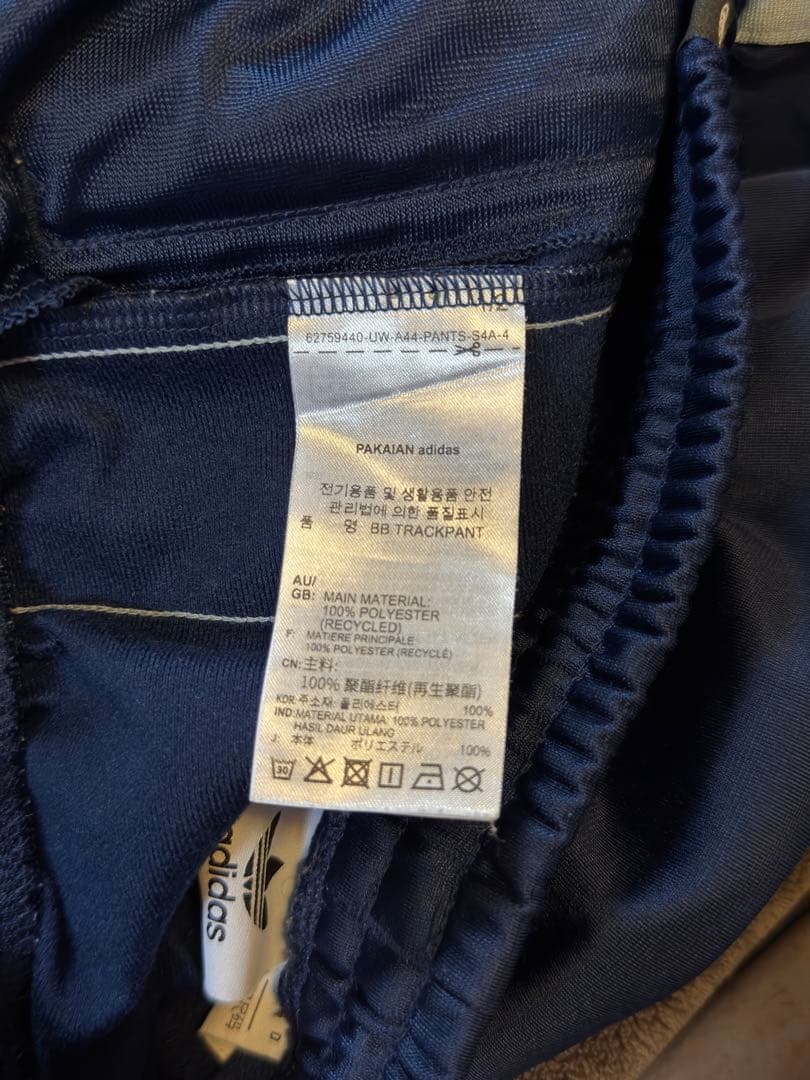 1/2
62759440-UW-A44-PANTS-S4A-4
PAKAIAN adidas
전기용품 및 생활용품 안전
관리법에 의한 품질표시
품 명 BB TRACKPANT
AU/
GB: MAIN MATERIAL:
100% POLYESTER
(RECYCLED)
F: MATIERE PRINCIPALE:
100% POLYESTER (RECYCLÉ)
CN: 主料:
100% 聚酯纤维(再生聚酯)
KOR: 주소재: 폴리에스터 100%
IND: MATERIAL UTAMA: 100% POLYESTER
HASIL DAUR ULANG
J: 本体 ポリエステル 100%
30
adidas